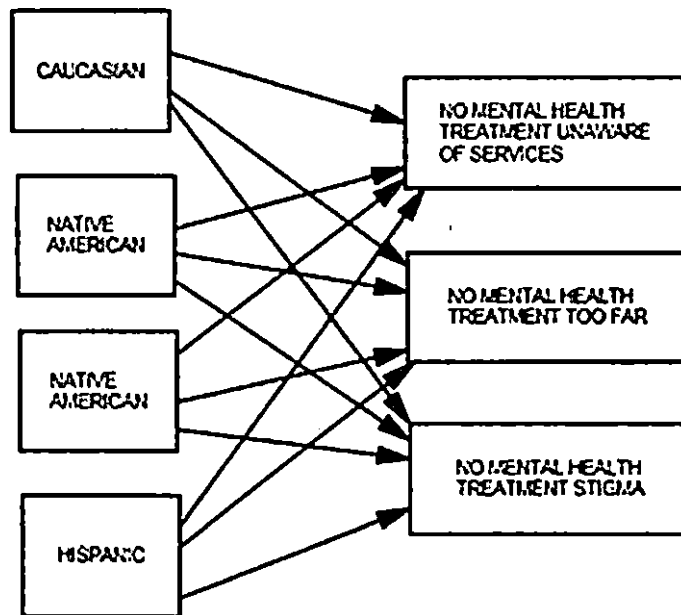 CAUCASIAN
NO MENTAL HEALTH
TREATMENT UNAWARE
OF SERVICES
NATIVE
AMERICAN
NO MENTAL HEALTH
TREATMENT TOO FAR
NATIVE
AMERICAN
NO MENTAL HEALTH
TREATMENT STIGMA
HISPANIC